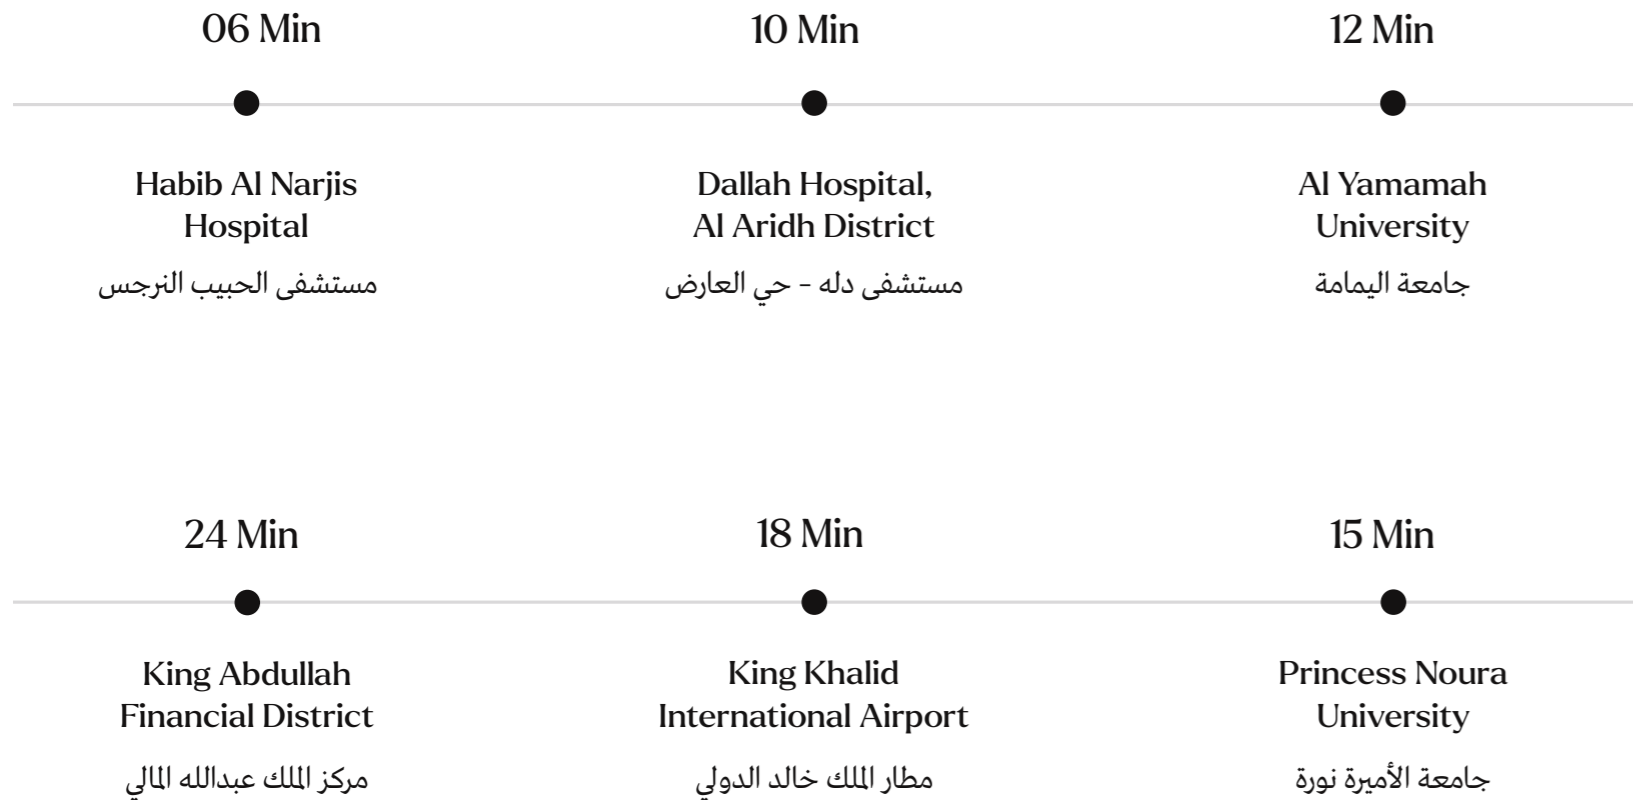 06 Min
Habib Al Narjis
Hospital
مستشفى الحبيب النرجس
10 Min
Dallah Hospital,
Al Aridh District
مستشفى دله - حي العارض
12 Min
Al Yamamah
University
جامعة اليمامة
24 Min
King Abdullah
Financial District
مركز الملك عبدالله المالي
18 Min
King Khalid
International Airport
مطار الملك خالد الدولي
15 Min
Princess Noura
University
جامعة الأميرة نورة